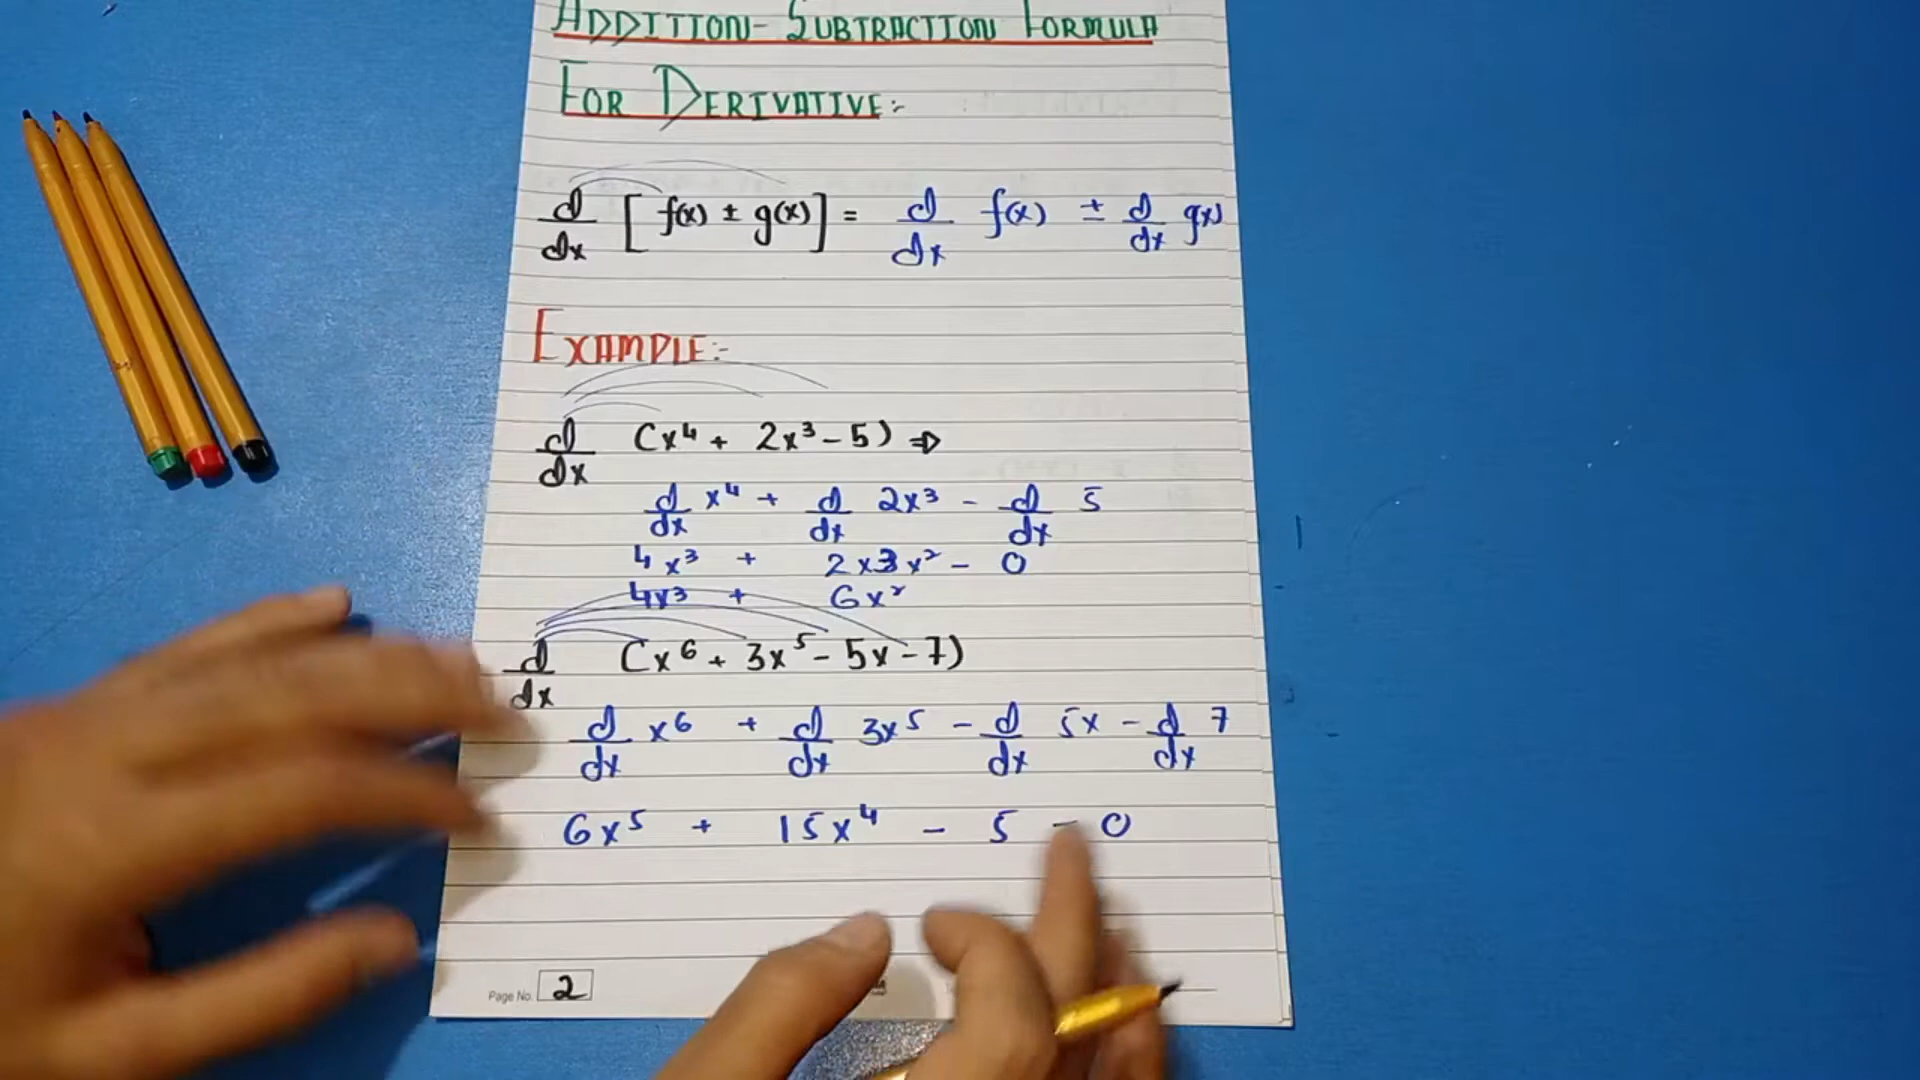 ADDITION- SUBTRACTION FORMULA
FOR DERIVATIVE:-
d/dx [f(x) ± g(x)] = d/dx f(x) ± d/dx g(x)
EXAMPLE:-
d/dx (x⁴ + 2x³ - 5) ⇒
d/dx x⁴ + d/dx 2x³ - d/dx 5
4x³ + 2x3x² - 0
4x³ + 6x²
d/dx (x⁶ + 3x⁵ - 5x - 7)
d/dx x⁶ + d/dx 3x⁵ - d/dx 5x - d/dx 7
6x⁵ + 15x⁴ - 5 - 0
Page No. 2